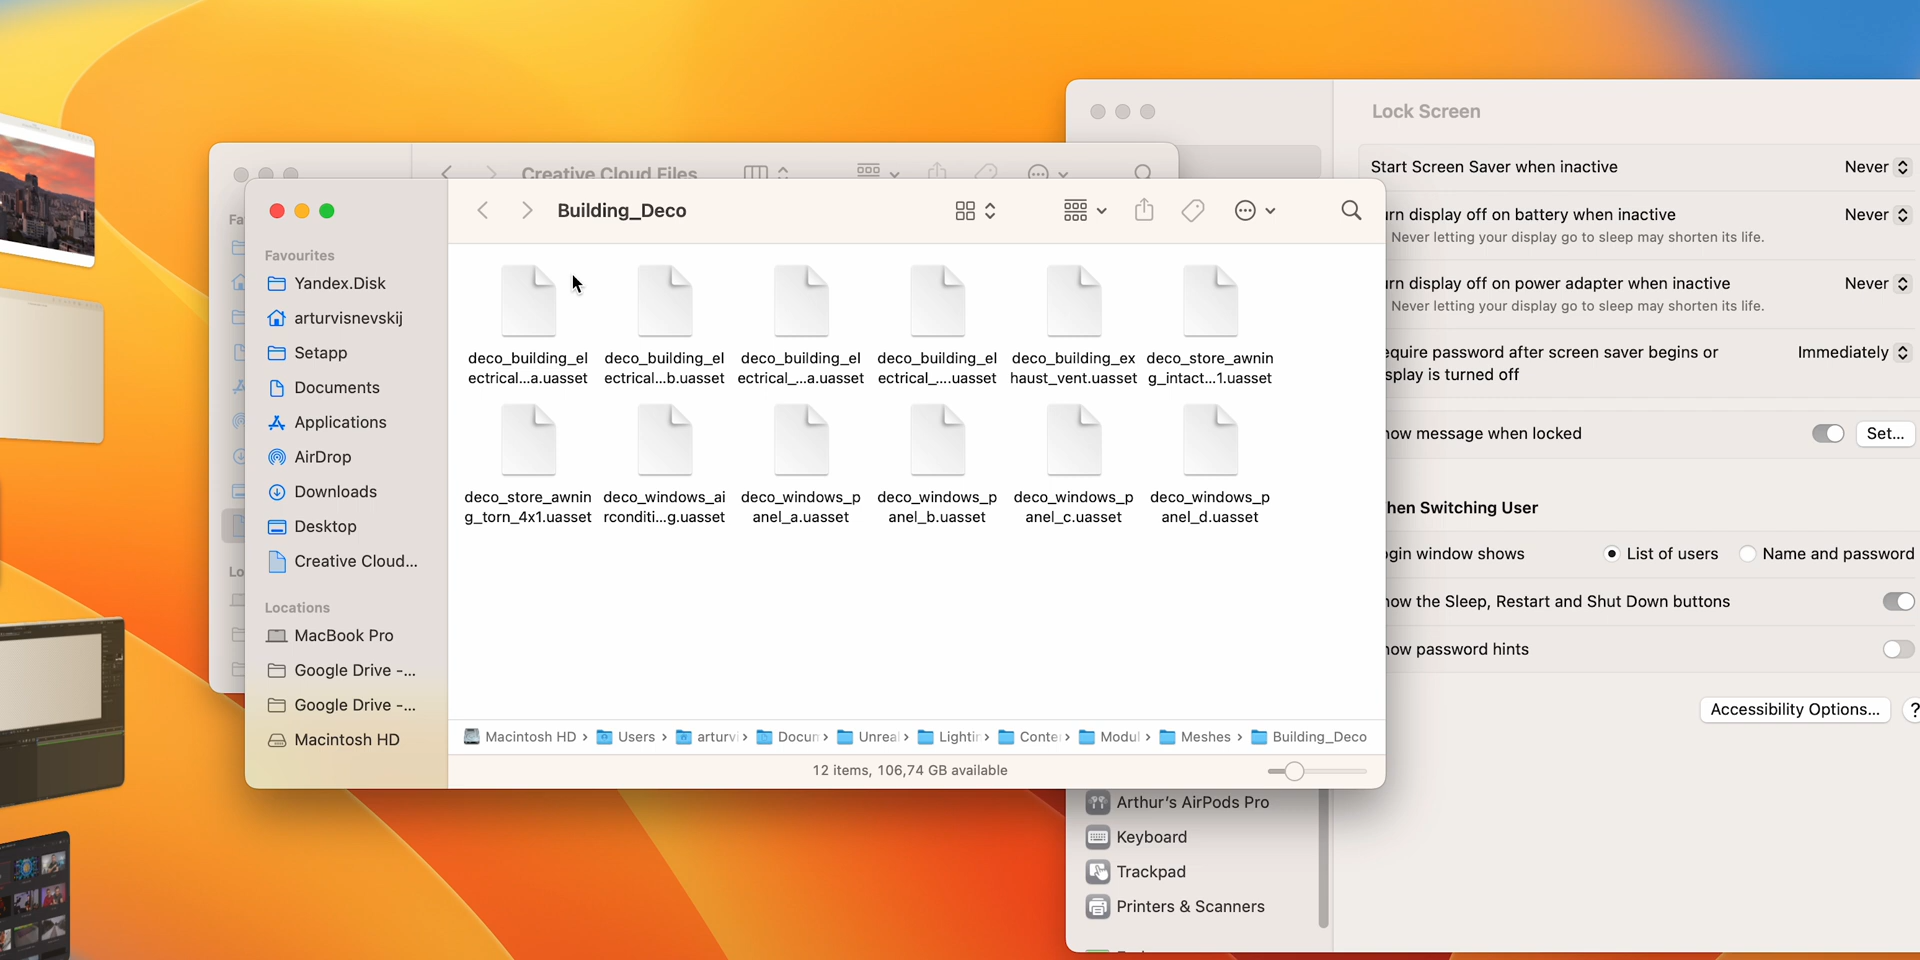 Lock Screen
Start Screen Saver when inactive
Never
Creative Cloud Files
Building_Deco
Favourites
Yandex.Disk
arturvisnevskij
Setapp
Documents
Applications
AirDrop
Downloads
Desktop
Creative Cloud...
Locations
MacBook Pro
Google Drive -...
Google Drive -...
Macintosh HD
Fa
Lo
deco_building_el
ectrical...a.uasset
deco_building_el
ectrical...b.uasset
deco_building_el
ectrical_...a.uasset
deco_building_el
ectrical_....uasset
deco_building_ex
haust_vent.uasset
deco_store_awnin
g_intact...1.uasset
deco_store_awnin
g_torn_4x1.uasset
deco_windows_ai
rconditi...g.uasset
deco_windows_p
anel_a.uasset
deco_windows_p
anel_b.uasset
deco_windows_p
anel_c.uasset
deco_windows_p
anel_d.uasset
Macintosh HD > Users > arturvi> Docum> Unreal> Lightin> Conte> Modul> Meshes > Building_Deco
12 items, 106,74 GB available
rn display off on battery when inactive
Never
Never letting your display go to sleep may shorten its life.
rn display off on power adapter when inactive
Never
Never letting your display go to sleep may shorten its life.
equire password after screen saver begins or
splay is turned off
Immediately
ow message when locked
Set...
hen Switching User
gin window shows
List of users
Name and password
ow the Sleep, Restart and Shut Down buttons
ow password hints
Accessibility Options...
?
Arthur's AirPods Pro
Keyboard
Trackpad
Printers & Scanners